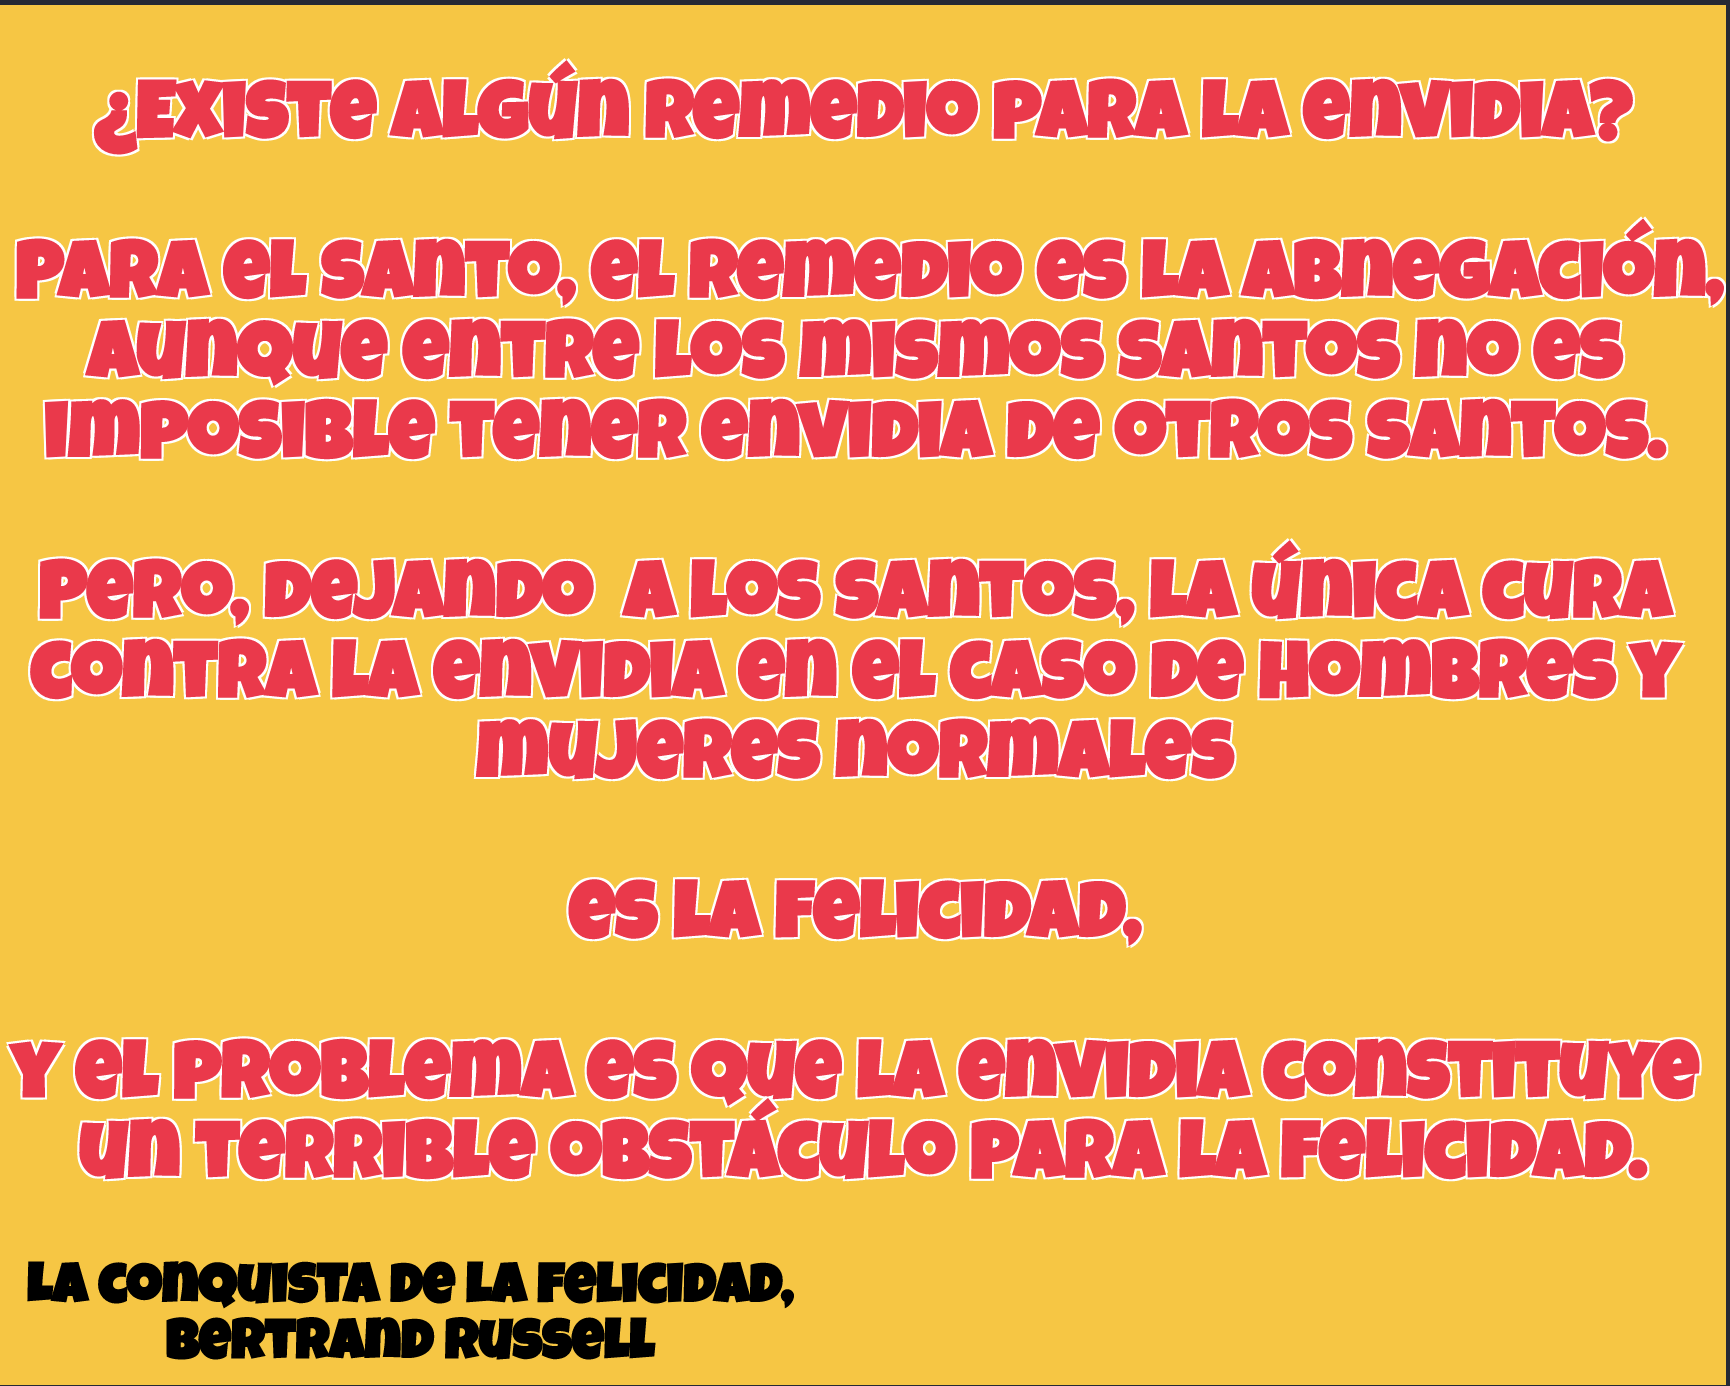 ¿Existe algún remedio para la envidia?
Para el santo, el remedio es la abnegación,
aunque entre los mismos santos no es
imposible tener envidia de otros santos.
Pero, dejando a los santos, la única cura
contra la envidia en el caso de hombres y
mujeres normales
es la felicidad,
y el problema es que la envidia constituye
un terrible obstáculo para la felicidad.
La conquista de la felicidad,
Bertrand Russell